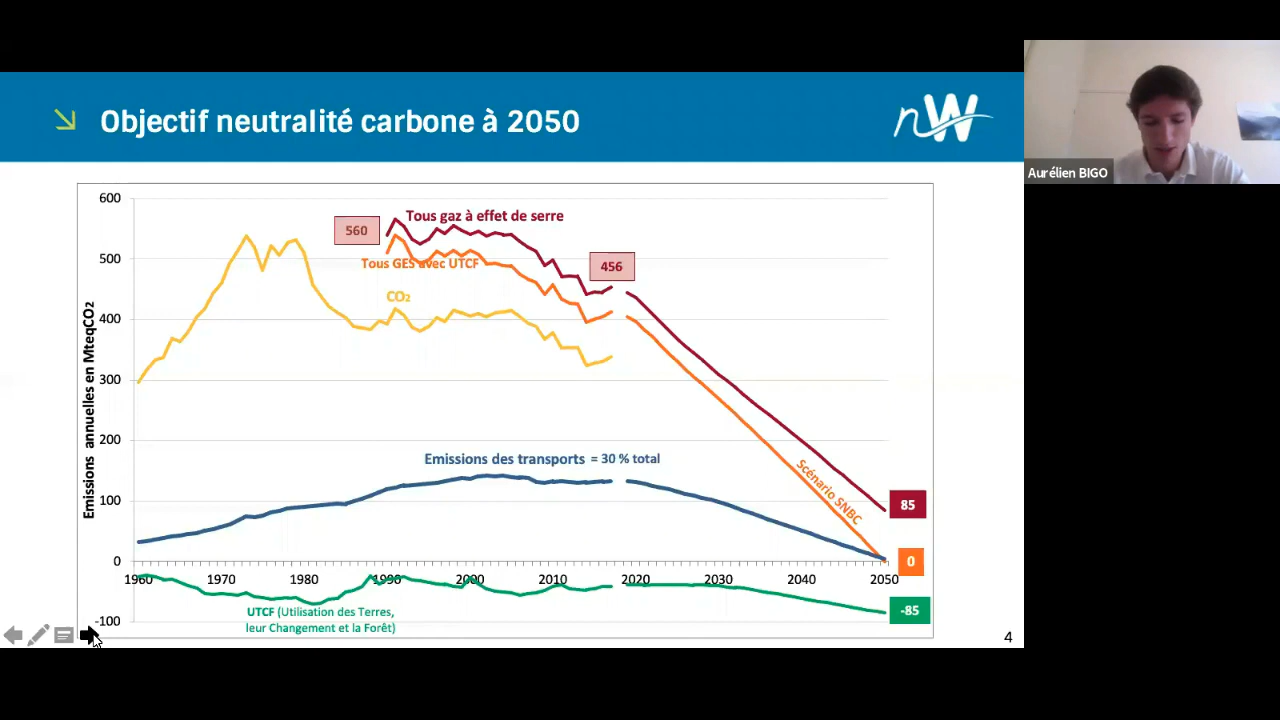 Objectif neutralité carbone à 2050
nW
Aurélien BIGO
Emissions annuelles en MteqCO2
600
500
400
300
200
100
0
-100
560
Tous gaz à effet de serre
Tous GES avec UTCF
456
CO₂
Emissions des transports = 30 % total
Scénario SNBC
85
0
-85
1960
1970
1980
1990
2000
2010
2020
2030
2040
2050
UTCF (Utilisation des Terres,
leur Changement et la Forêt)
4